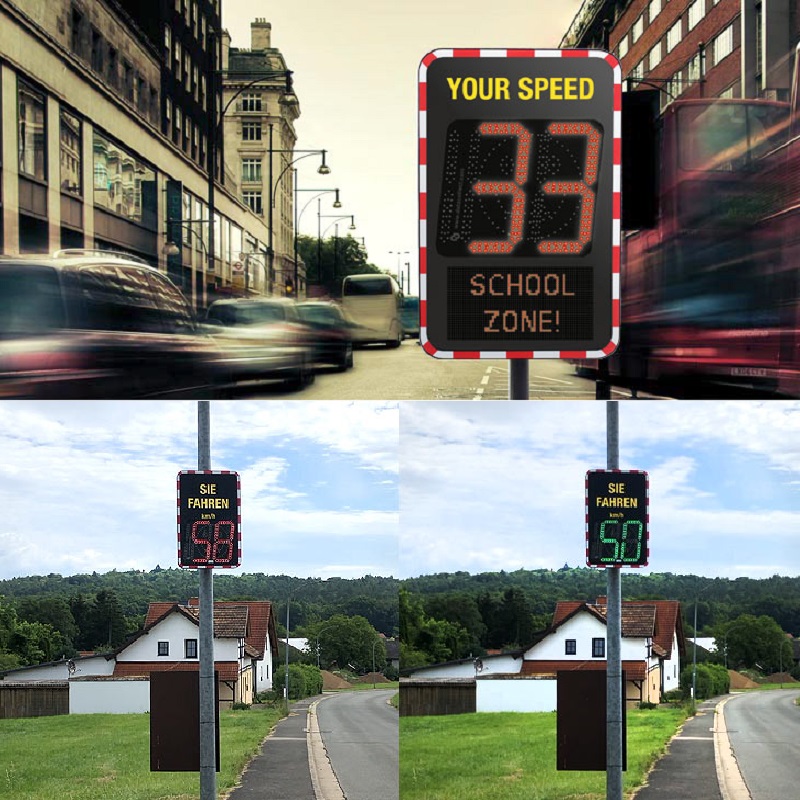 YOUR SPEED
33
SCHOOL
ZONE!
SIE
FAHREN
km/h
58
SIE
FAHREN
km/h
50